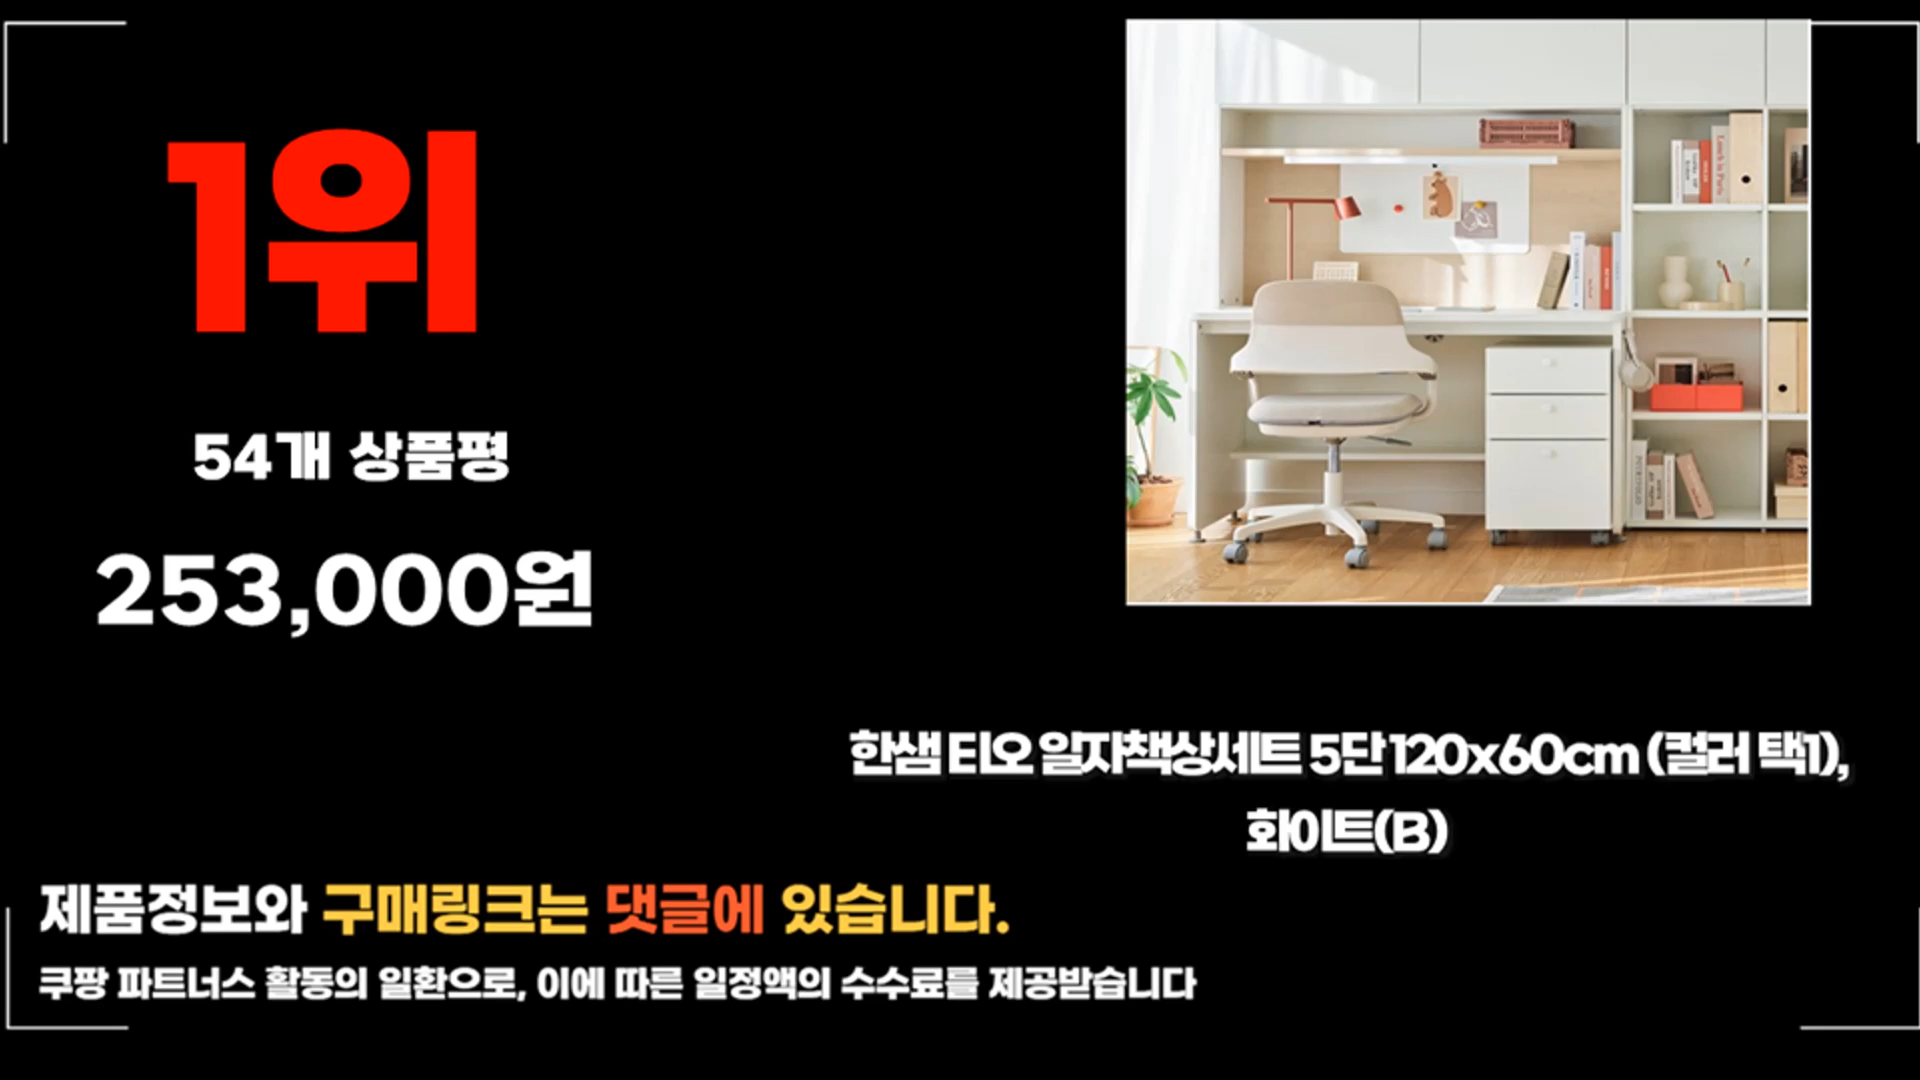 1위
54개 상품평
253,000원
한샘 티오 일자책상세트 5단 120x60cm (컬러 택1),
화이트(B)
제품정보와 구매링크는 댓글에 있습니다.
쿠팡 파트너스 활동의 일환으로, 이에 따른 일정액의 수수료를 제공받습니다